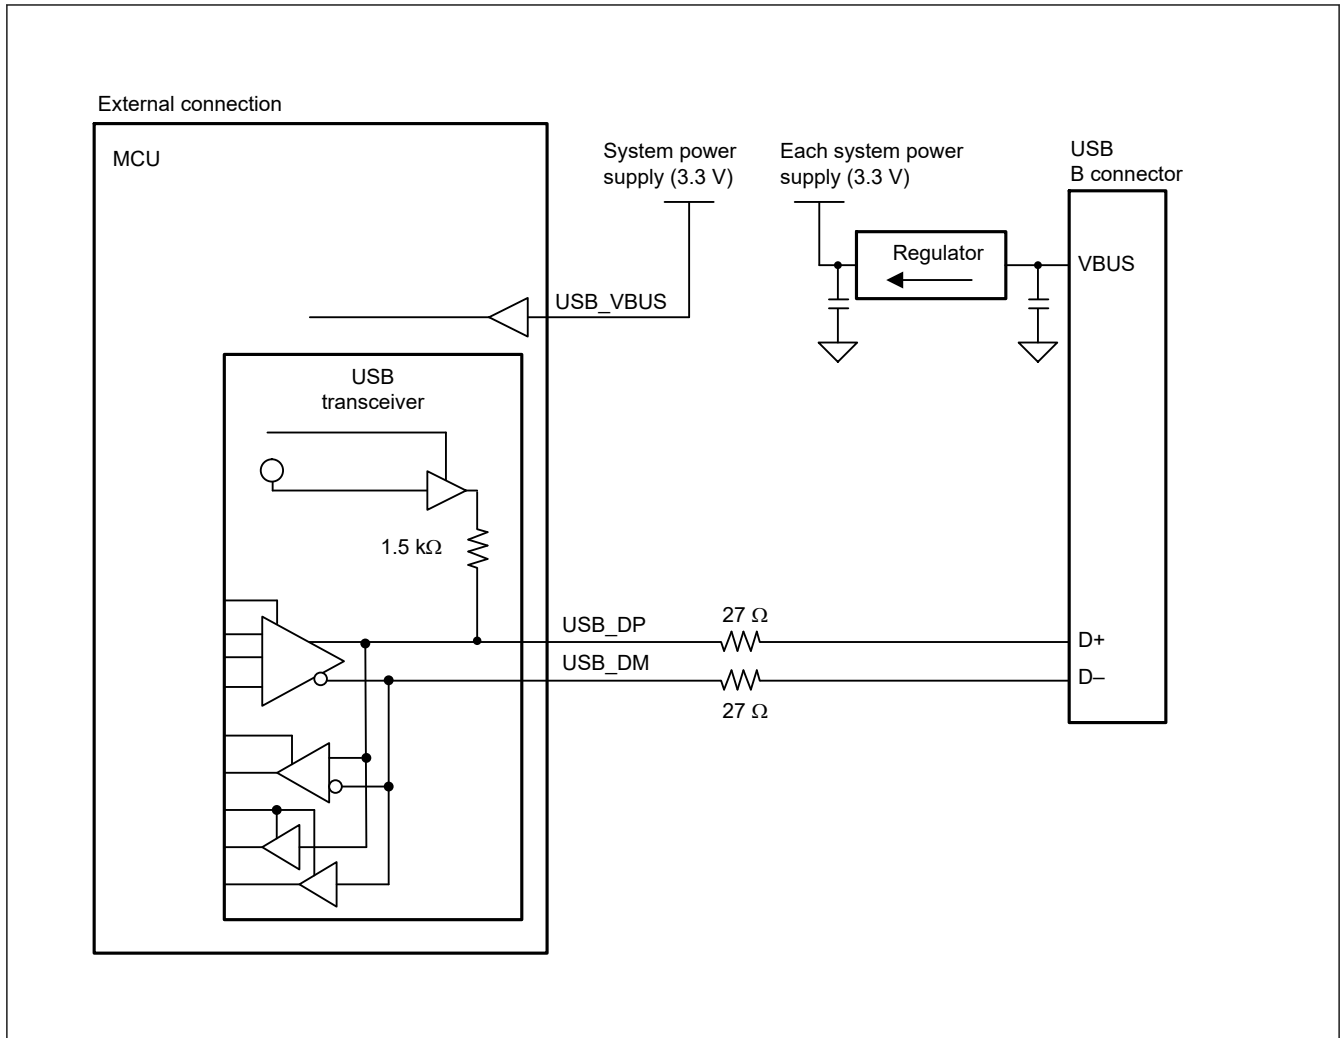 External connection
MCU
System power
supply (3.3 V)
Each system power
supply (3.3 V)
USB
B connector
Regulator
VBUS
USB_VBUS
USB
transceiver
1.5 kΩ
USB_DP
27 Ω
D+
USB_DM
D–
27 Ω